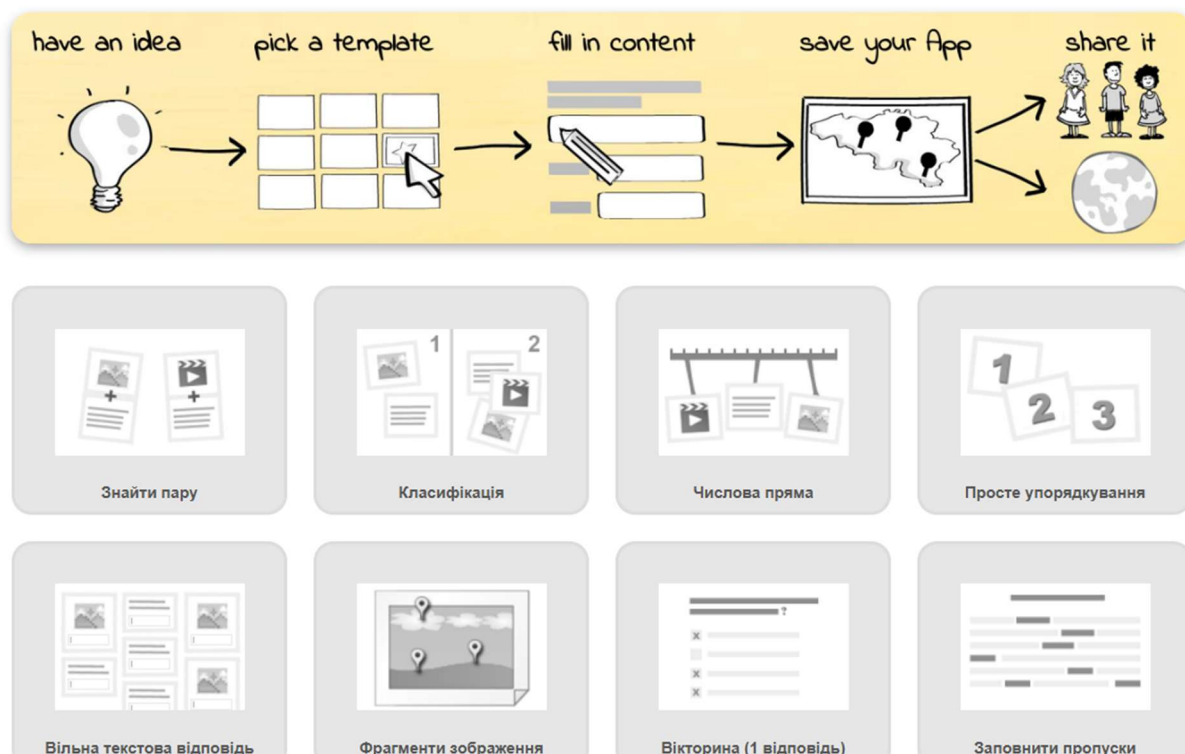 have an idea
pick a template
fill in content
save your App
share it
Знайти пару
1
2
Класифікація
Числова пряма
1
2
3
Просте упорядкування
Вільна текстова відповідь
Фрагменти зображення
?
x
x
x
Вікторина (1 відповідь)
Заповнити пропуски